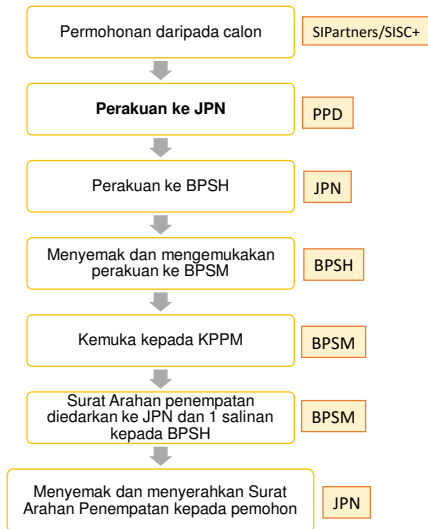 Permohonan daripada calon
SIPartners/SISC+
Perakuan ke JPN
PPD
Perakuan ke BPSH
JPN
Menyemak dan mengemukakan
perakuan ke BPSM
BPSH
Kemuka kepada KPPM
BPSM
Surat Arahan penempatan
diedarkan ke JPN dan 1 salinan
kepada BPSH
BPSM
Menyemak dan menyerahkan Surat
Arahan Penempatan kepada pemohon
JPN